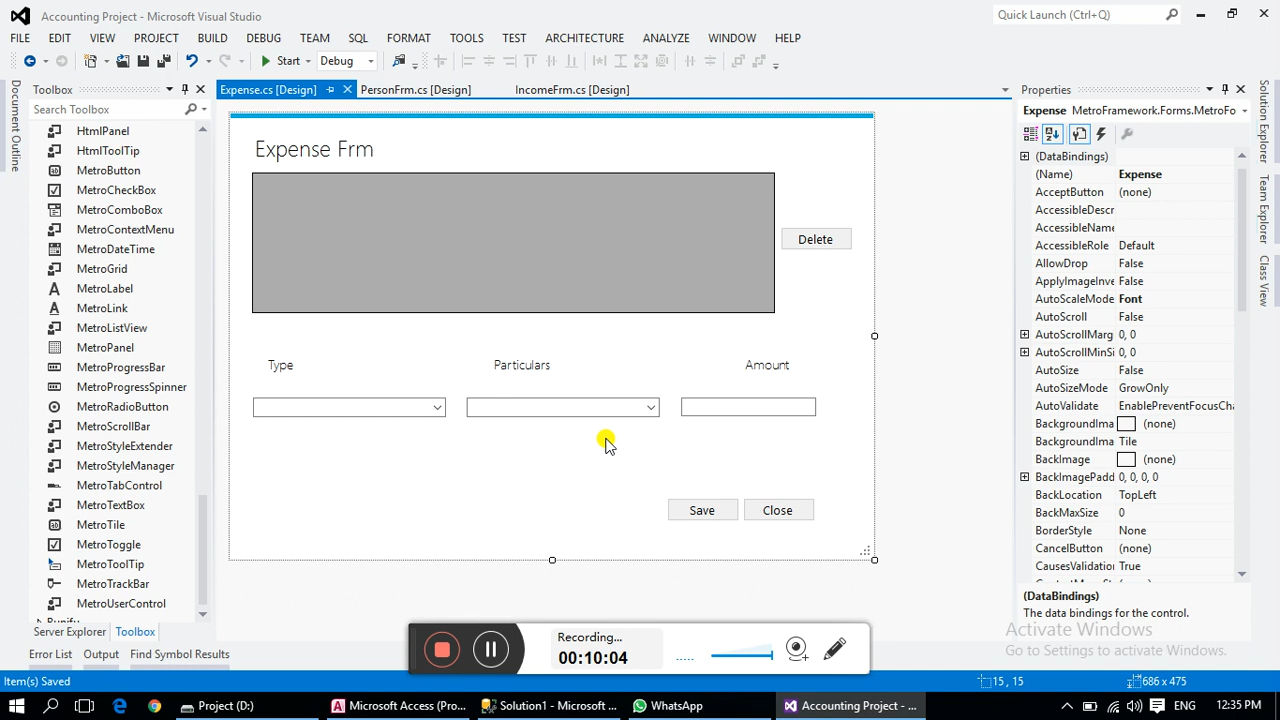 Accounting Project - Microsoft Visual Studio
Quick Launch (Ctrl+Q)
FILE EDIT VIEW PROJECT BUILD DEBUG TEAM SQL FORMAT TOOLS TEST ARCHITECTURE ANALYZE WINDOW HELP
Start Debug
Document Outline
Toolbox
Search Toolbox
HtmlPanel
HtmlToolTip
MetroButton
MetroCheckBox
MetroComboBox
MetroContextMenu
MetroDateTime
MetroGrid
MetroLabel
MetroLink
MetroListView
MetroPanel
MetroProgressBar
MetroProgressSpinner
MetroRadioButton
MetroScrollBar
MetroStyleExtender
MetroStyleManager
MetroTabControl
MetroTextBox
MetroTile
MetroToggle
MetroToolTip
MetroTrackBar
MetroUserControl
Server Explorer Toolbox
Expense.cs [Design] PersonFrm.cs [Design] IncomeFrm.cs [Design]
Expense Frm
Delete
Type Particulars Amount
Save Close
Properties
Expense MetroFramework.Forms.MetroFo
(DataBindings)
(Name) Expense
AcceptButton (none)
AccessibleDescr
AccessibleName
AccessibleRole Default
AllowDrop False
ApplyImageInve False
AutoScaleMode Font
AutoScroll False
AutoScrollMarg 0, 0
AutoScrollMinSi 0, 0
AutoSize False
AutoSizeMode GrowOnly
AutoValidate EnablePreventFocusCha
BackgroundIma (none)
BackgroundIma Tile
BackImage (none)
BackImagePadd 0, 0, 0, 0
BackLocation TopLeft
BackMaxSize 0
BorderStyle None
CancelButton (none)
CausesValidation True
(DataBindings)
The data bindings for the control.
Solution Explorer
Team Explorer
Class View
Activate Windows
Go to Settings to activate Windows.
Recording...
00:10:04
Error List Output Find Symbol Results
Item(s) Saved 15 , 15 686 x 475
Project (D:) Microsoft Access (Pro... Solution1 - Microsoft ... WhatsApp Accounting Project - ... ENG 12:35 PM